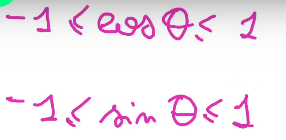 -1 ≤ cos θ ≤ 1
-1 ≤ sin θ ≤ 1